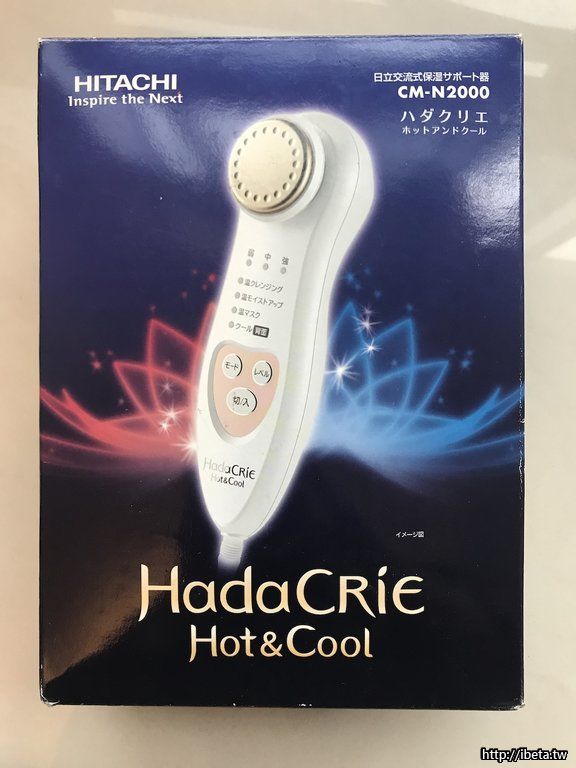 HITACHI
Inspire the Next
日立交流式保湿サポート器
CM-N2000
ハダクリエ
ホットアンドクール
弱 中 強
温クレンジング
温モイストアップ
温マスク
クール 背面
モード レベル
切/入
HadaCRiE
Hot&Cool
イメージ図
HadaCRiE
Hot&Cool
http://ibeta.tw